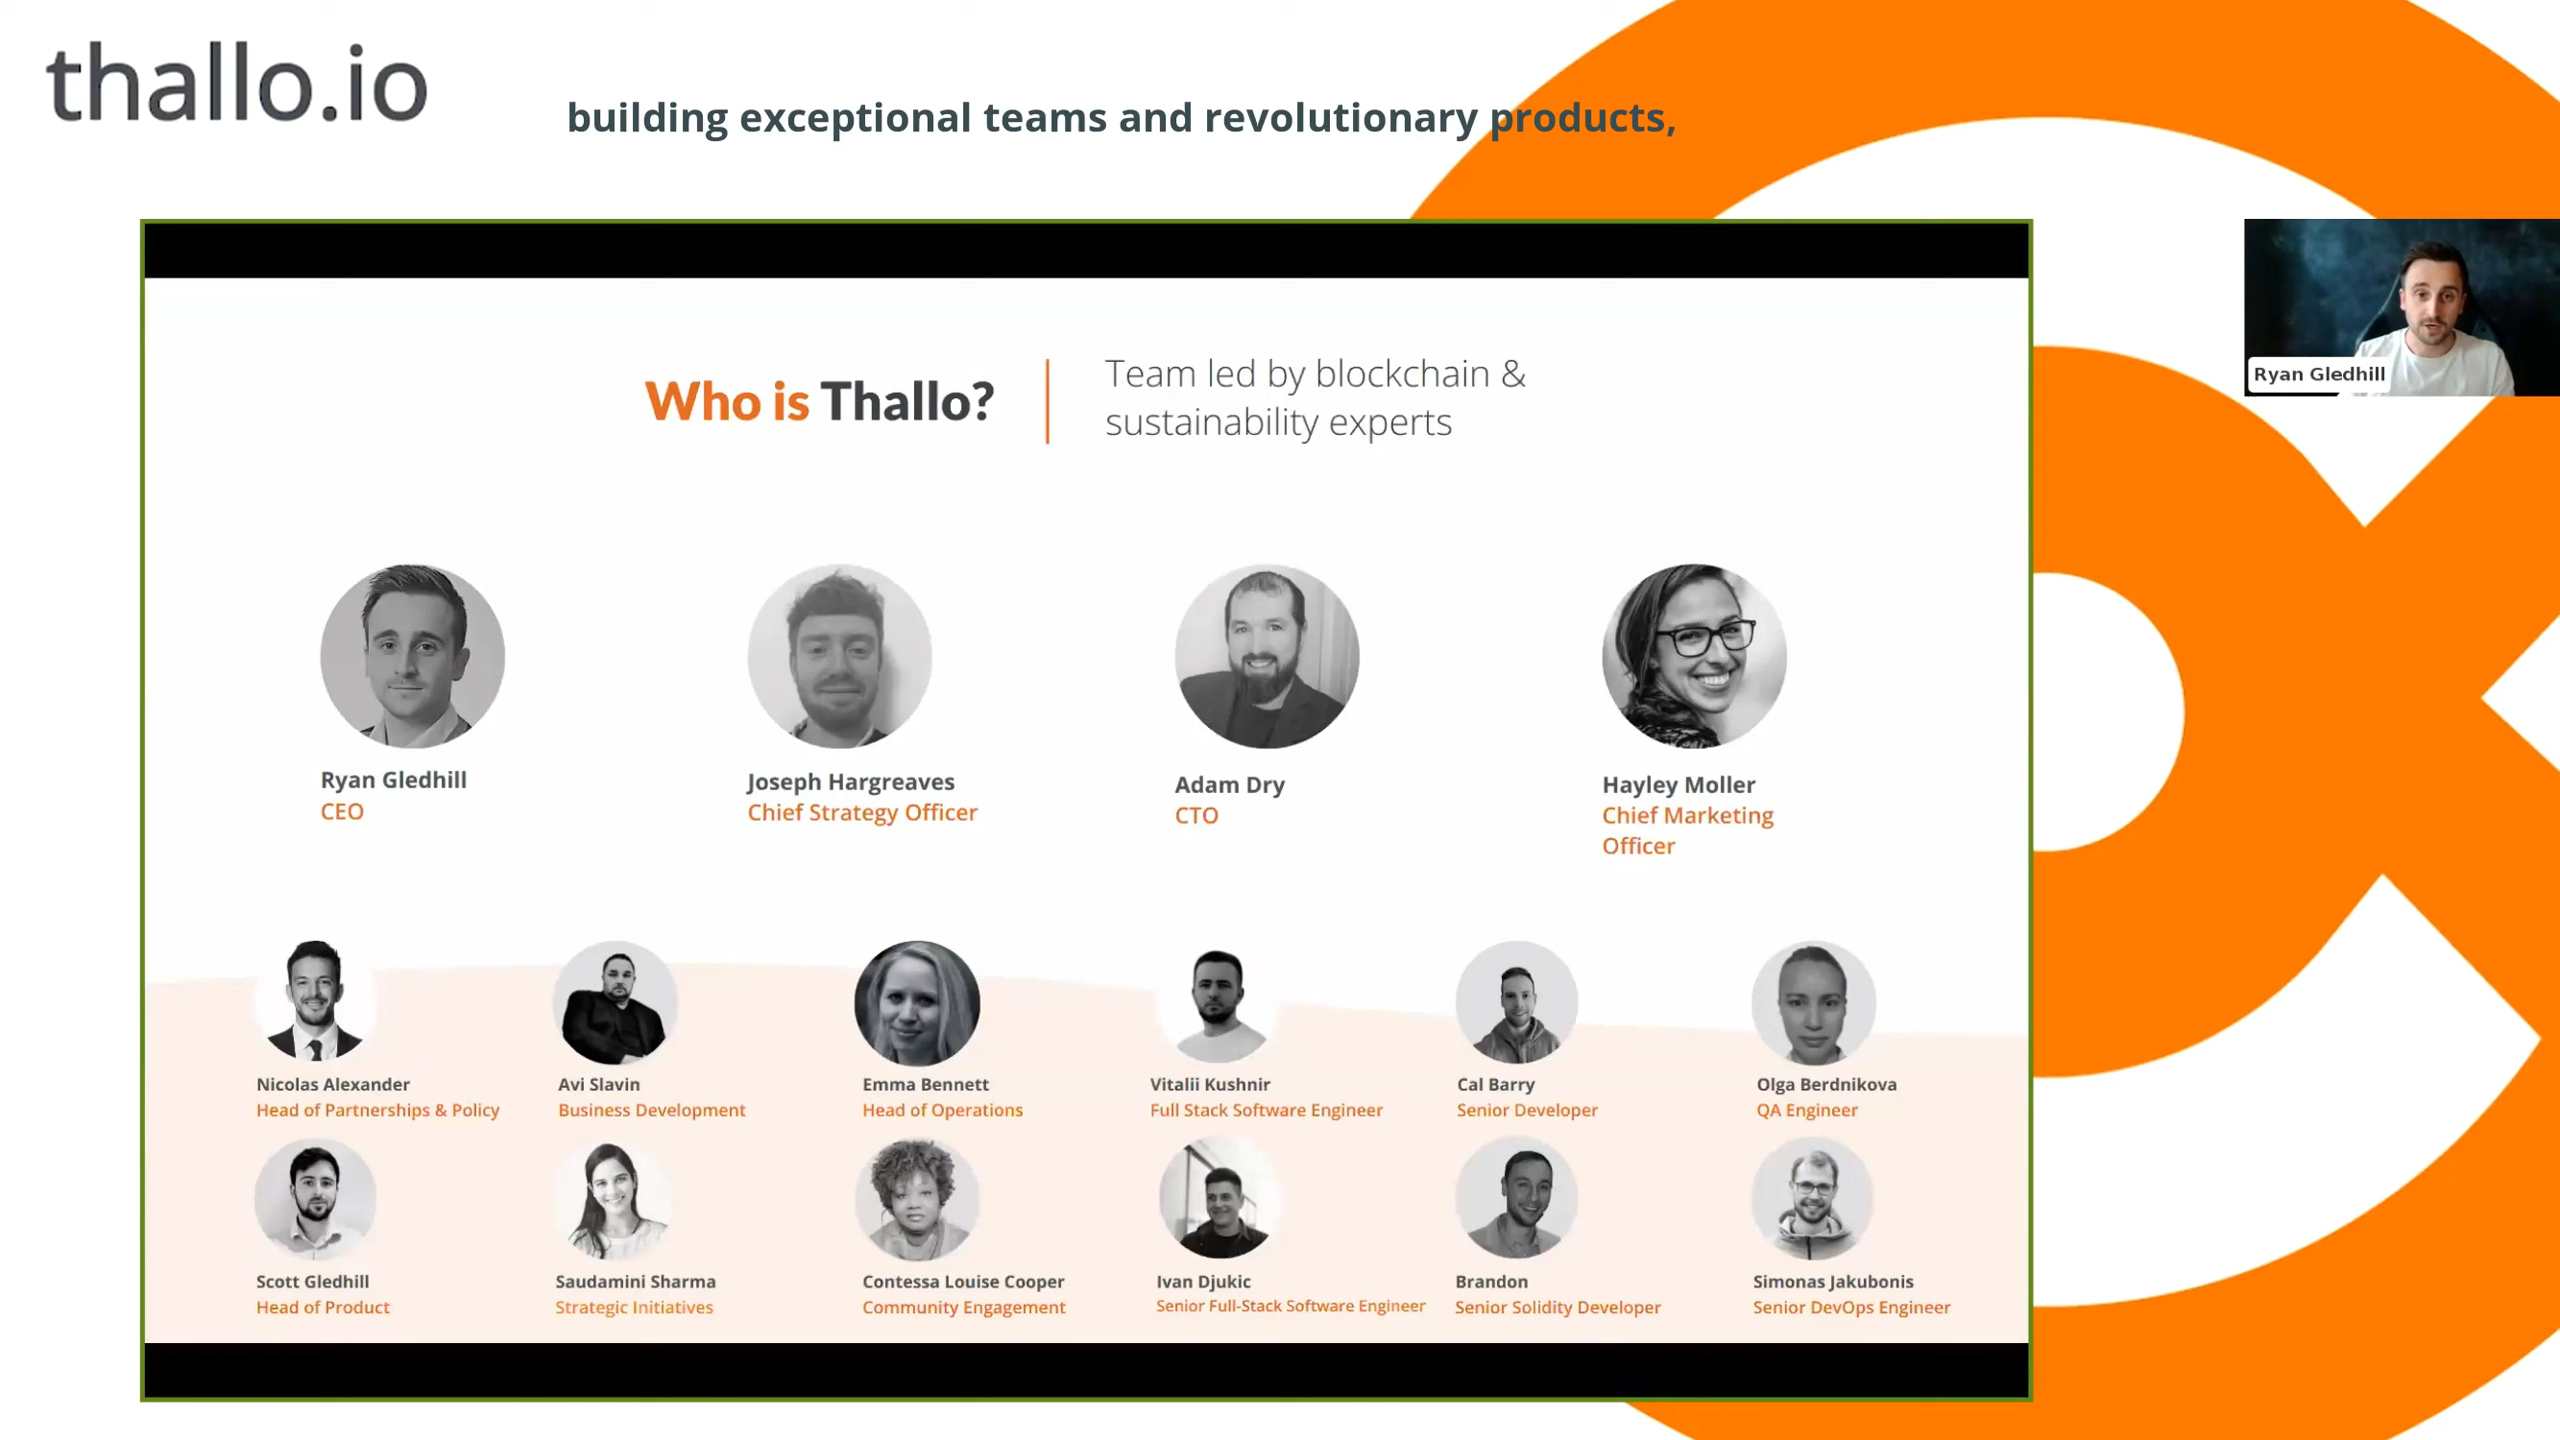 thallo.io
building exceptional teams and revolutionary products,
Ryan Gledhill
Who is Thallo?
Team led by blockchain &
sustainability experts
Ryan Gledhill
CEO
Joseph Hargreaves
Chief Strategy Officer
Adam Dry
CTO
Hayley Moller
Chief Marketing
Officer
Nicolas Alexander
Head of Partnerships & Policy
Avi Slavin
Business Development
Emma Bennett
Head of Operations
Vitalii Kushnir
Full Stack Software Engineer
Cal Barry
Senior Developer
Olga Berdnikova
QA Engineer
Scott Gledhill
Head of Product
Saudamini Sharma
Strategic Initiatives
Contessa Louise Cooper
Community Engagement
Ivan Djukic
Senior Full-Stack Software Engineer
Brandon
Senior Solidity Developer
Simonas Jakubonis
Senior DevOps Engineer